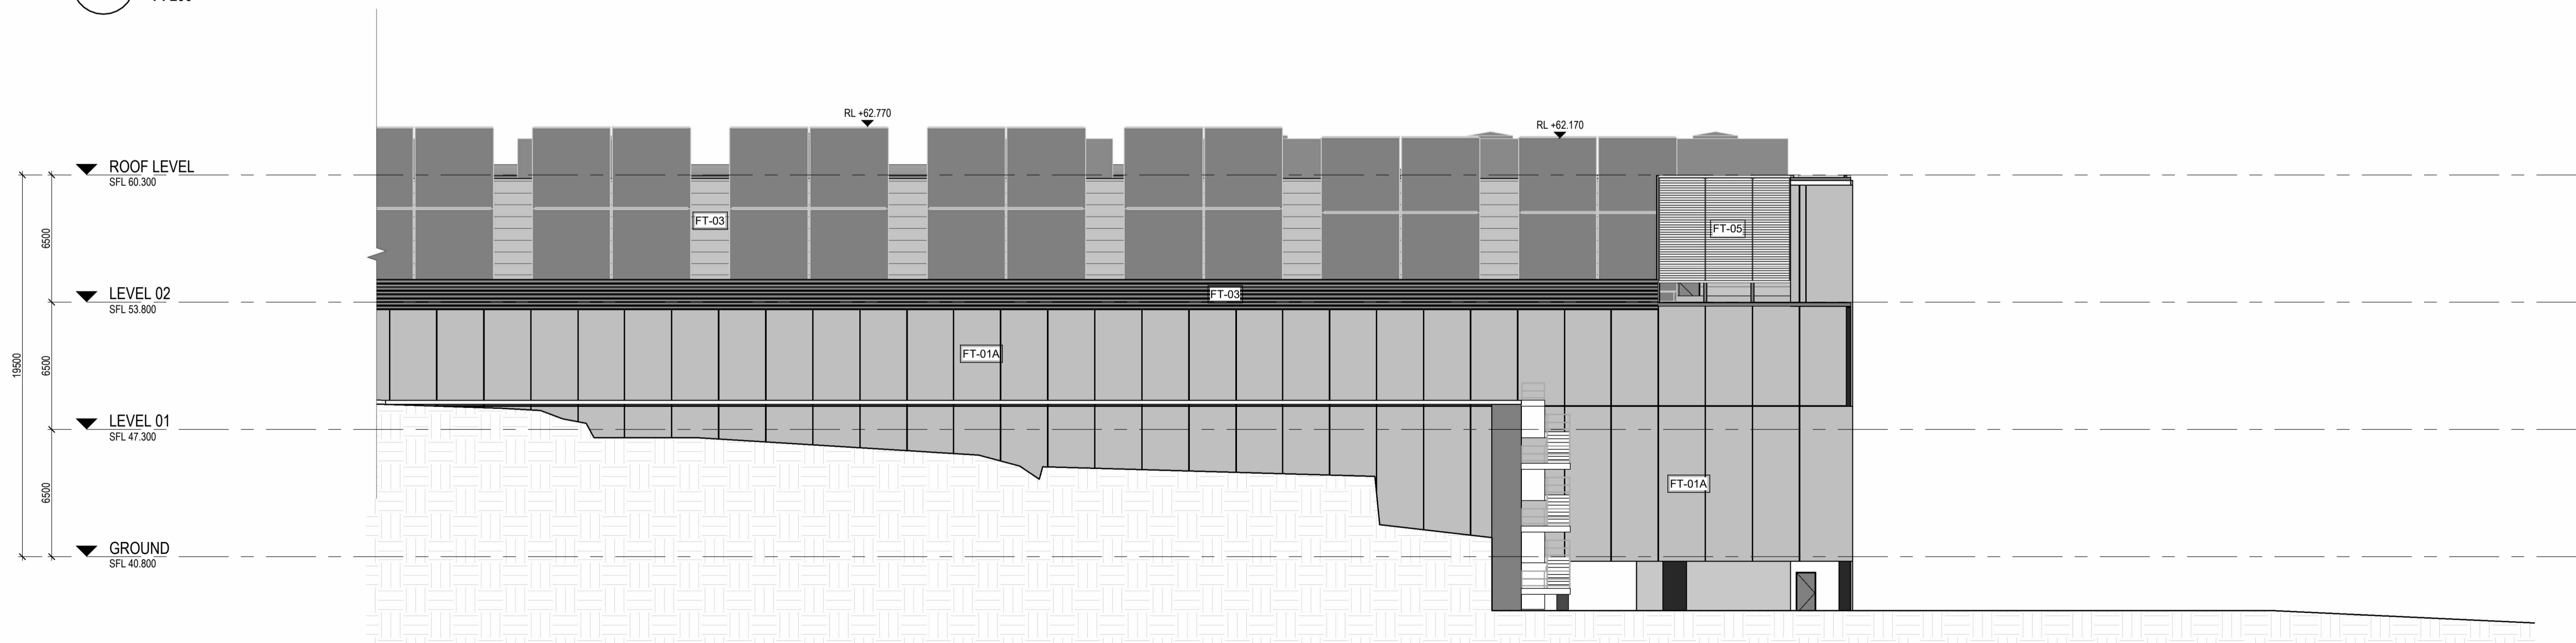 RL +62.770
RL +62.170
ROOF LEVEL
SFL 60.300
FT-03
6500
FT-05
LEVEL 02
SFL 53.800
FT-03
FT-01A
19500
6500
LEVEL 01
SFL 47.300
FT-01A
6500
GROUND
SFL 40.800